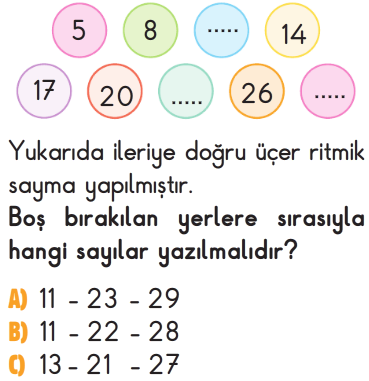 5 8 ..... 14
17 20 ..... 26 .....
Yukarıda ileriye doğru üçer ritmik
sayma yapılmıştır.
Boş bırakılan yerlere sırasıyla
hangi sayılar yazılmalıdır?
A) 11 - 23 - 29
B) 11 - 22 - 28
C) 13 - 21 - 27